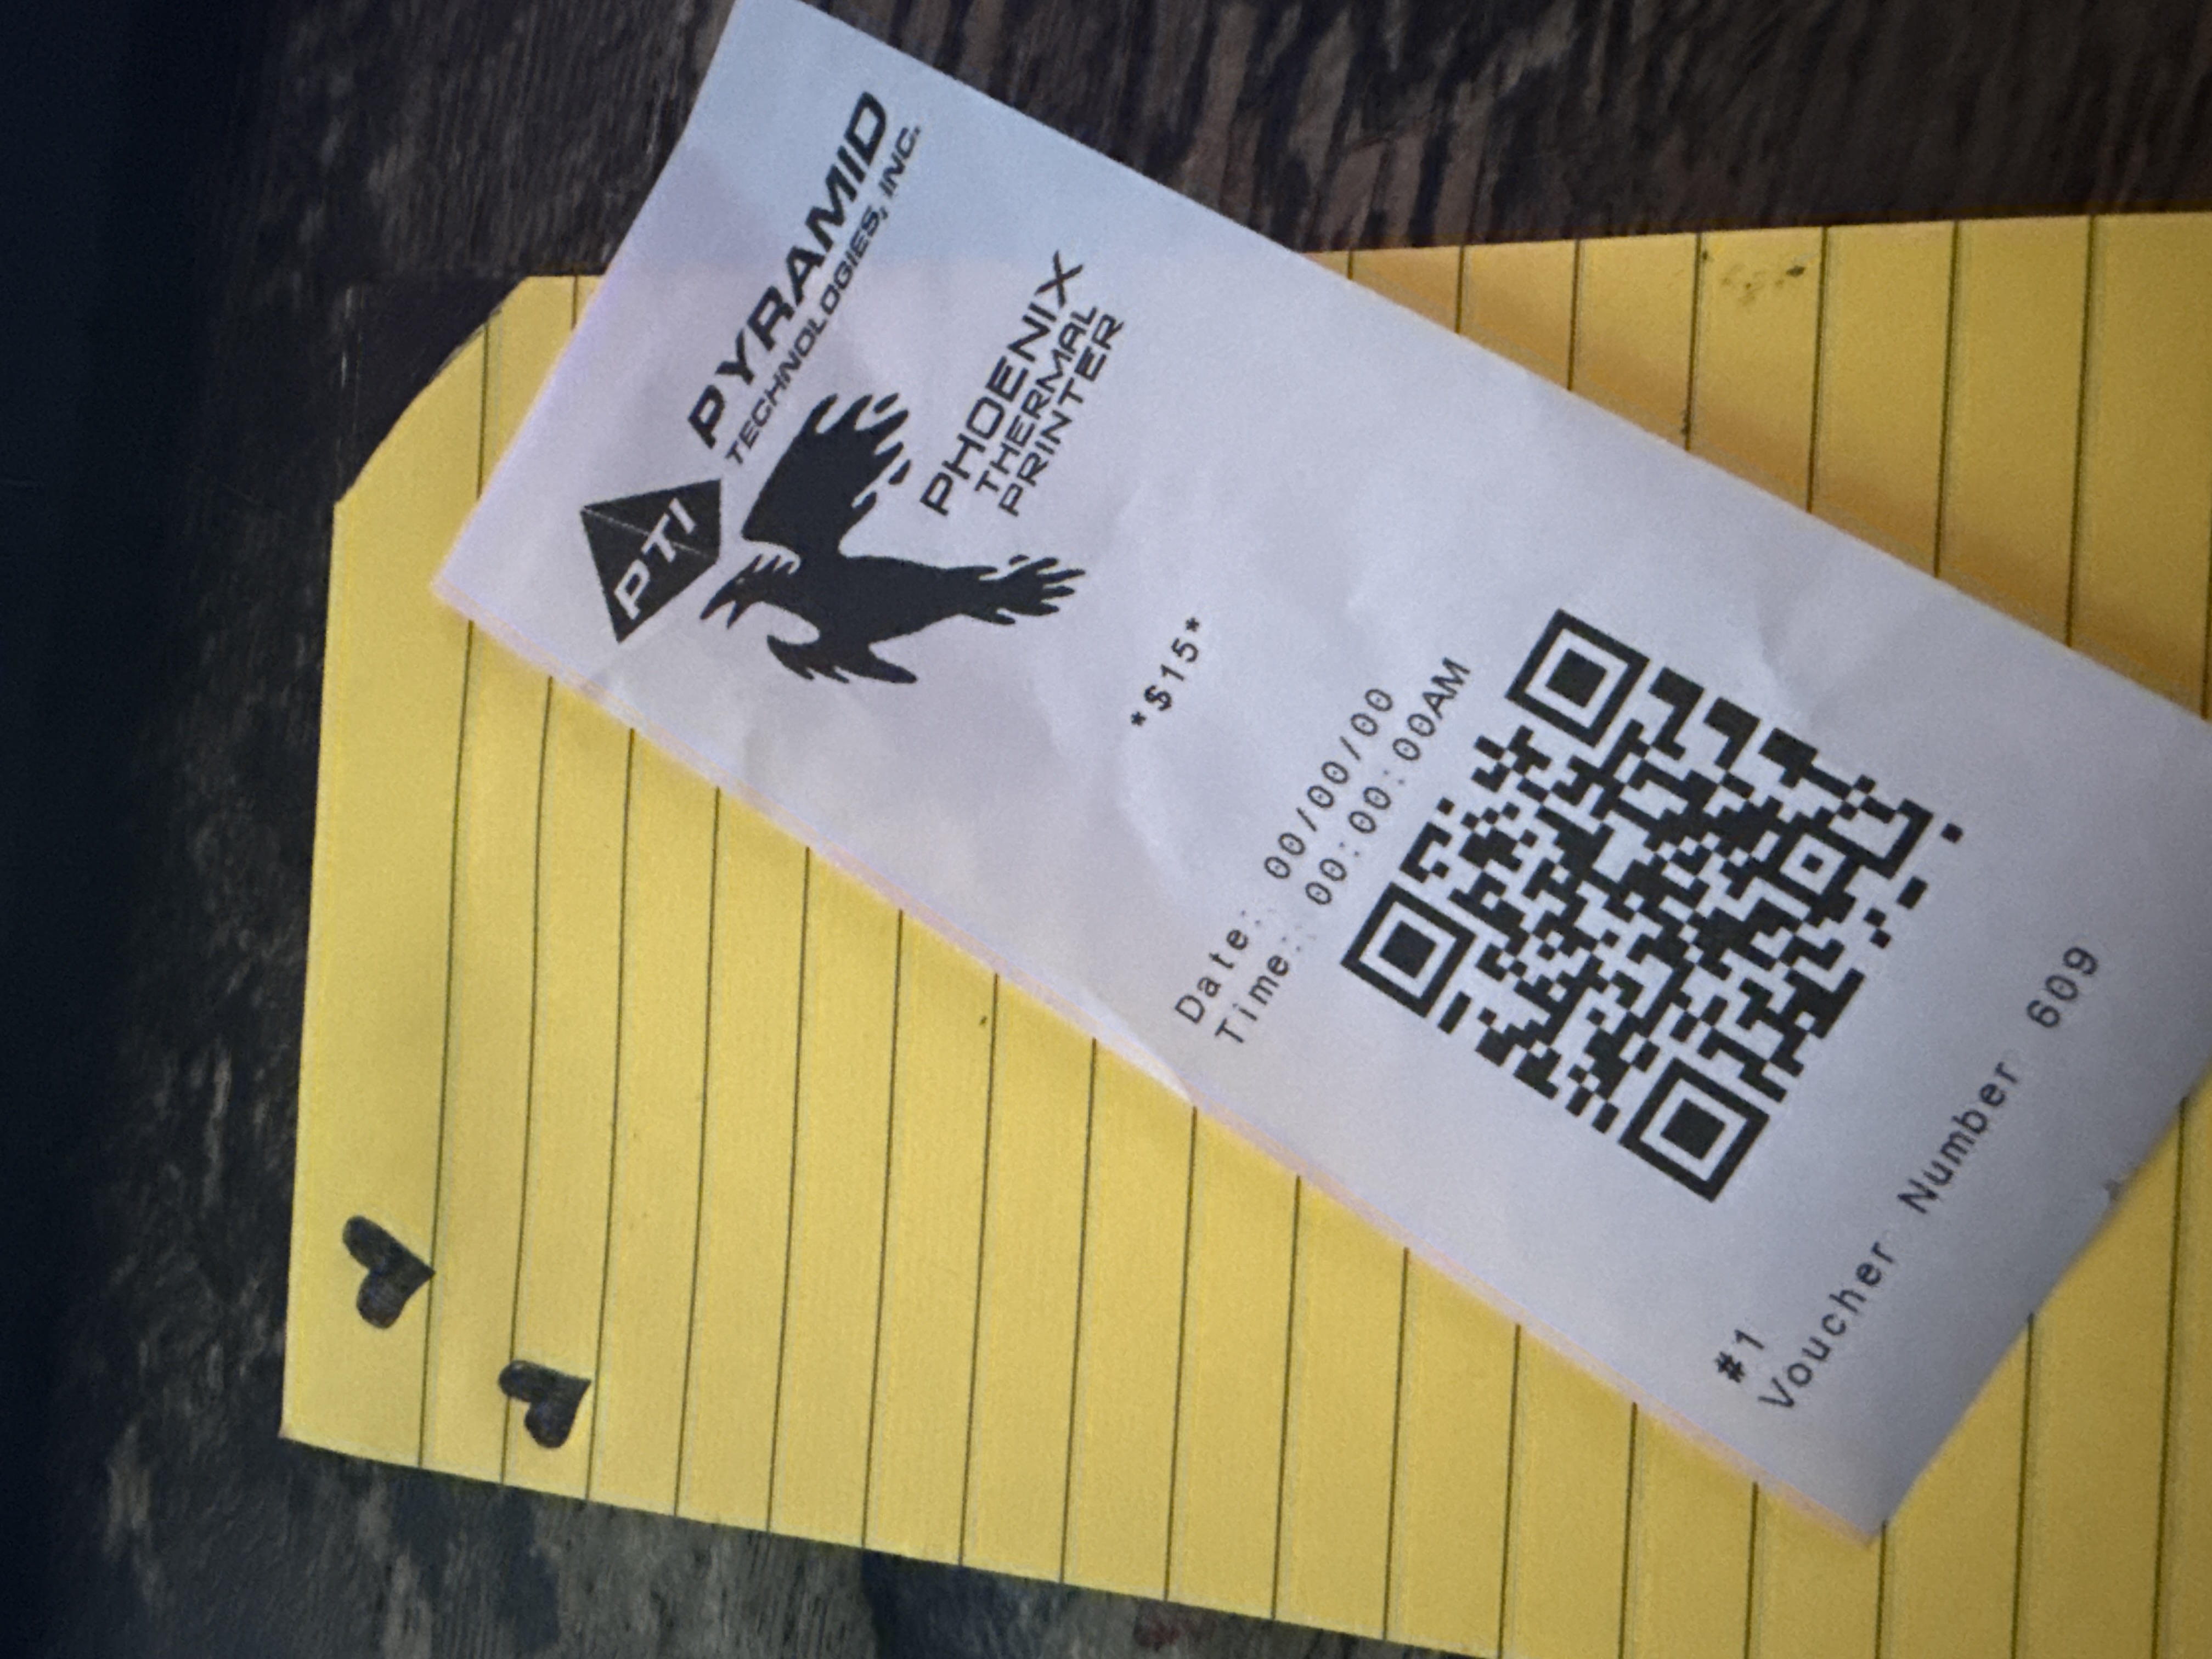 PTI
PYRAMID
TECHNOLOGIES, INC.
PHOENIX
THERMAL
PRINTER
*$15*
Date: 00/00/00
Time: 00:00:00AM
#1
Voucher Number 609